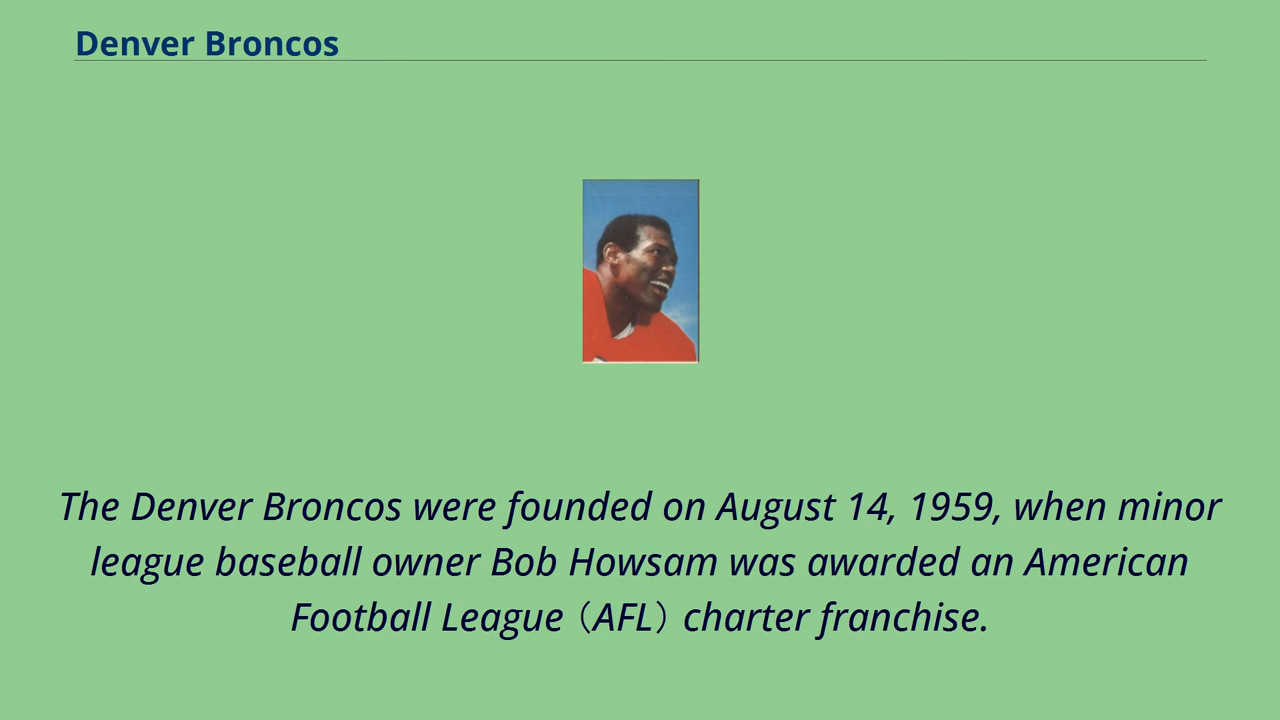 Denver Broncos
The Denver Broncos were founded on August 14, 1959, when minor
league baseball owner Bob Howsam was awarded an American
Football League（AFL）charter franchise.